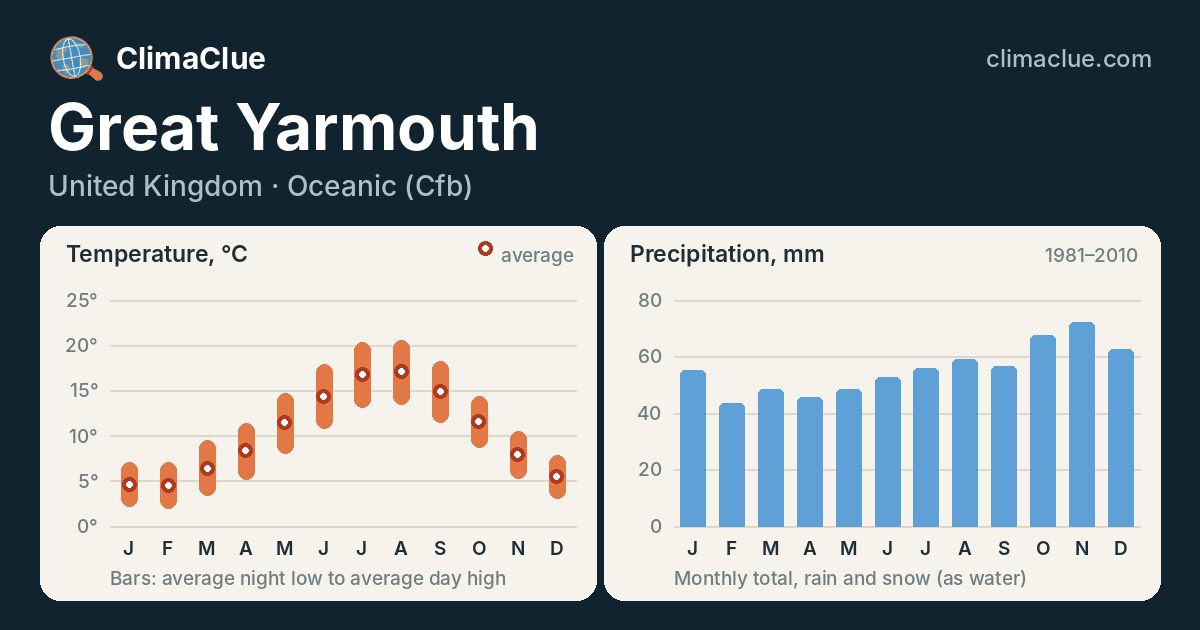 ClimaClue
climaclue.com
Great Yarmouth
United Kingdom · Oceanic (Cfb)
Temperature, °C
average
25°
20°
15°
10°
5°
0°
J F M A M J J A S O N D
Bars: average night low to average day high
Precipitation, mm
1981–2010
80
60
40
20
0
J F M A M J J A S O N D
Monthly total, rain and snow (as water)